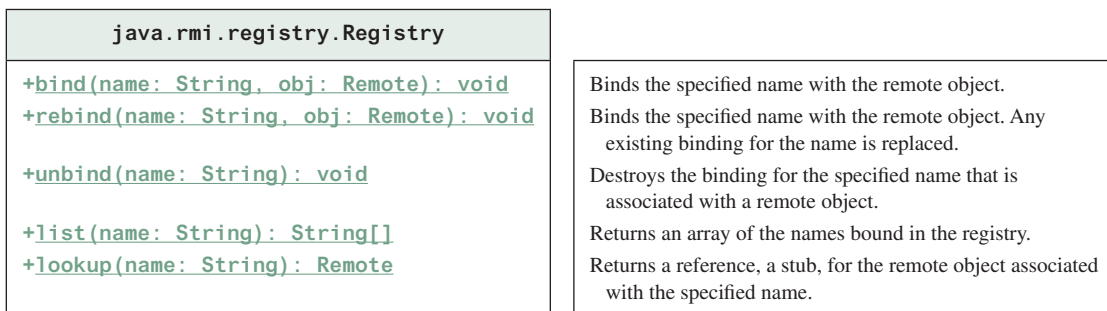 java.rmi.registry.Registry
+bind(name: String, obj: Remote): void
Binds the specified name with the remote object.
+rebind(name: String, obj: Remote): void
Binds the specified name with the remote object. Any
existing binding for the name is replaced.
+unbind(name: String): void
Destroys the binding for the specified name that is
associated with a remote object.
+list(name: String): String[]
Returns an array of the names bound in the registry.
+lookup(name: String): Remote
Returns a reference, a stub, for the remote object associated
with the specified name.